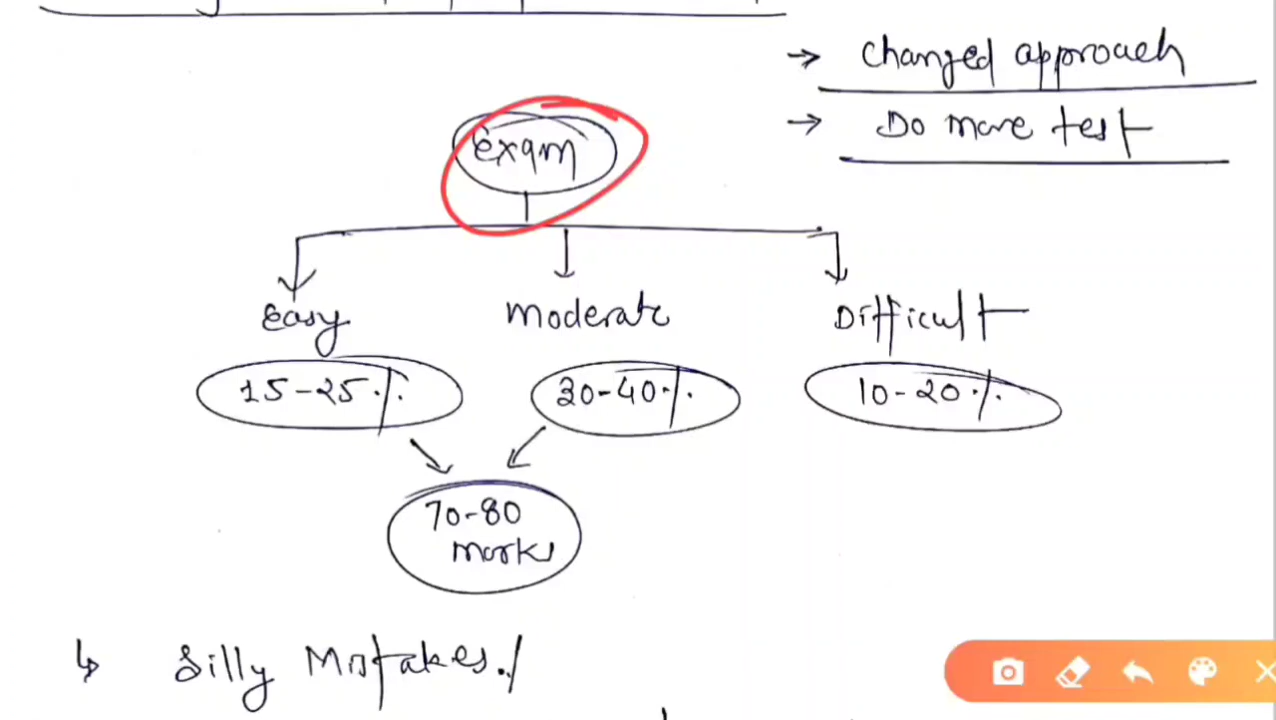 → Changed approach
→ Do more test
exam
Easy
Moderate
Difficult
15-25%
30-40%
10-20%
70-80
marks
↳ Silly Mistakes./